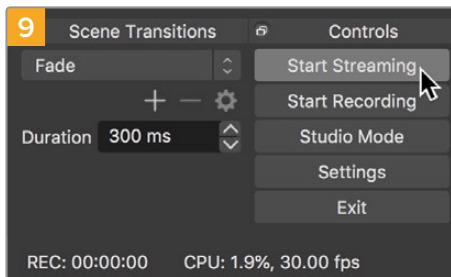 9
Scene Transitions
Fade
Duration 300 ms
Controls
Start Streaming
Start Recording
Studio Mode
Settings
Exit
REC: 00:00:00 CPU: 1.9%, 30.00 fps